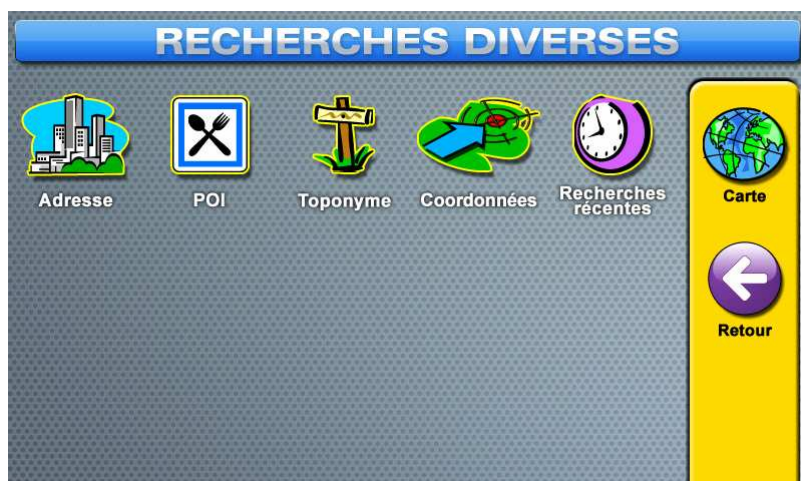 RECHERCHES DIVERSES
Adresse
POI
Toponyme
Coordonnées
Recherches
récentes
Carte
Retour